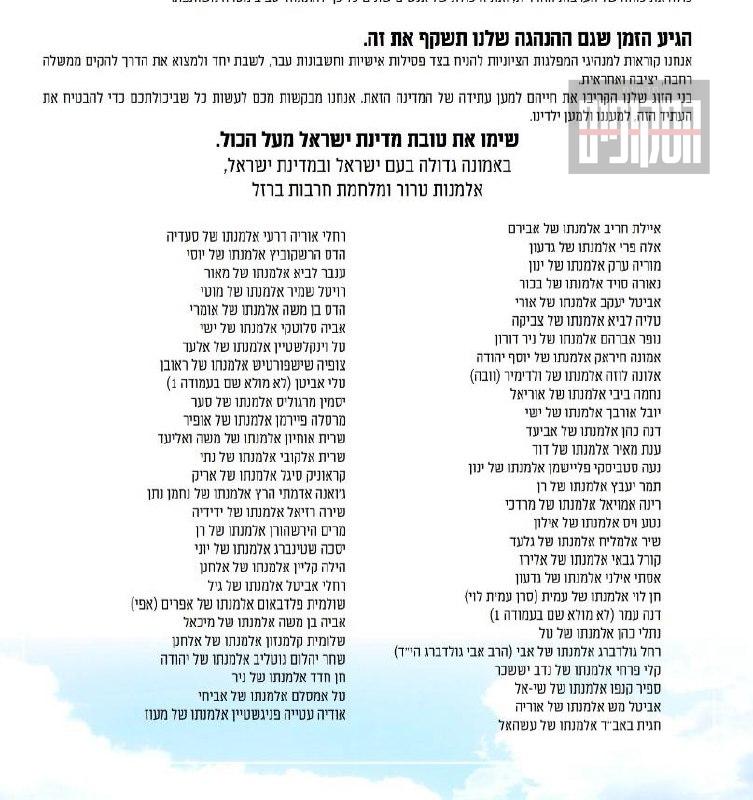 הגיע הזמן שגם ההנהגה שלנו תשקף את זה.
אנחנו קוראות למנהיגי המפלגות הציוניות להניח בצד פסילות אישיות וחשבונות עבר, לשבת יחד ולמצוא את הדרך להקים ממשלה
רחבה, יציבה ואחראית.
בני הזוג שלנו הקריבו את חייהם למען עתידה של המדינה הזאת. אנחנו מבקשות מכם לעשות כל שביכולתכם כדי להבטיח את
העתיד הזה. למעננו ולמען ילדינו.
שימו את טובת מדינת ישראל מעל הכול.
באמונה גדולה בעם ישראל ובמדינת ישראל,
אלמנות טרור ומלחמת חרבות ברזל
המקומיים
הסקופים
איילת חריב אלמנתו של אבירם
אלה פרי אלמנתו של גדעון
מוריה ערק אלמנתו של ינון
נאורה סויד אלמנתו של בכור
אביטל יעקב אלמנתו של אורי
טליה לביא אלמנתו של צביקה
נופר אברהם אלמנתו של ניר דורון
אמונה חיראק אלמנתו של יוסף יהודה
אלונה לוזה אלמנתו של ולדימיר (וובה)
נחמה ביבי אלמנתו של אוריאל
יובל אורבך אלמנתו של ישי
דנה כהן אלמנתו של אביעד
ענת מאיר אלמנתו של דוד
נעה סטביסקי פליישמן אלמנתו של ינון
תמר יעבץ אלמנתו של רן
רינה אמויאל אלמנתו של מרדכי
נטע ויס אלמנתו של אילון
שיר אלמליח אלמנתו של גלעד
קורל גבאי אלמנתו של אלירז
אסתי אילני אלמנתו של גדעון
חן לוי אלמנתו של עמית (סרן עמית לוי)
דנה עמר (לא מולא שם בעמודה 1)
נתלי כהן אלמנתו של טל
רחל גולדברג אלמנתו של אבי (הרב אבי גולדברג הי״ד)
קלי פרחי אלמנתו של נדב יששכר
ספיר קנפו אלמנתו של שי-אל
אביטל מש אלמנתו של אוריה
חגית באב״ד אלמנתו של עשהאל
רחלי אוריה דרעי אלמנתו של סעדיה
הדס הרשקוביץ אלמנתו של יוסי
ענבר לביא אלמנתו של מאור
רויטל שמיר אלמנתו של מוטי
הדס בן משה אלמנתו של אומרי
אביה סלוטקי אלמנתו של ישי
טל וינקלשטיין אלמנתו של אלעד
צופיה שישפורטיש אלמנתו של ראובן
טלי אביטן (לא מולא שם בעמודה 1)
יסמין מרגוליס אלמנתו של סער
מרסלה פיירמן אלמנתו של אופיר
שרית אוחיון אלמנתו של משה ואליעד
שרית אלקובי אלמנתו של נתי
קראוניק סיגל אלמנתו של אריק
ג׳ואנה אדמתי הרץ אלמנתו של נחמן נתן
שירה רזיאל אלמנתו של ידידיה
מרים הירשהורן אלמנתו של רן
יסכה שטינברג אלמנתו של יוני
הילה קליין אלמנתו של אלחנן
רחלי אביטל אלמנתו של גיל
שולמית פלדבאום אלמנתו של אפרים (אפי)
אביה בן משה אלמנתו של מיכאל
שלומית קלמנזון אלמנתו של אלחנן
שחר יהלום גוטליב אלמנתו של יהודה
חן חדד אלמנתו של ניר
טל אמסלם אלמנתו של אביחי
אודיה עטייה פניגשטיין אלמנתו של מעוז